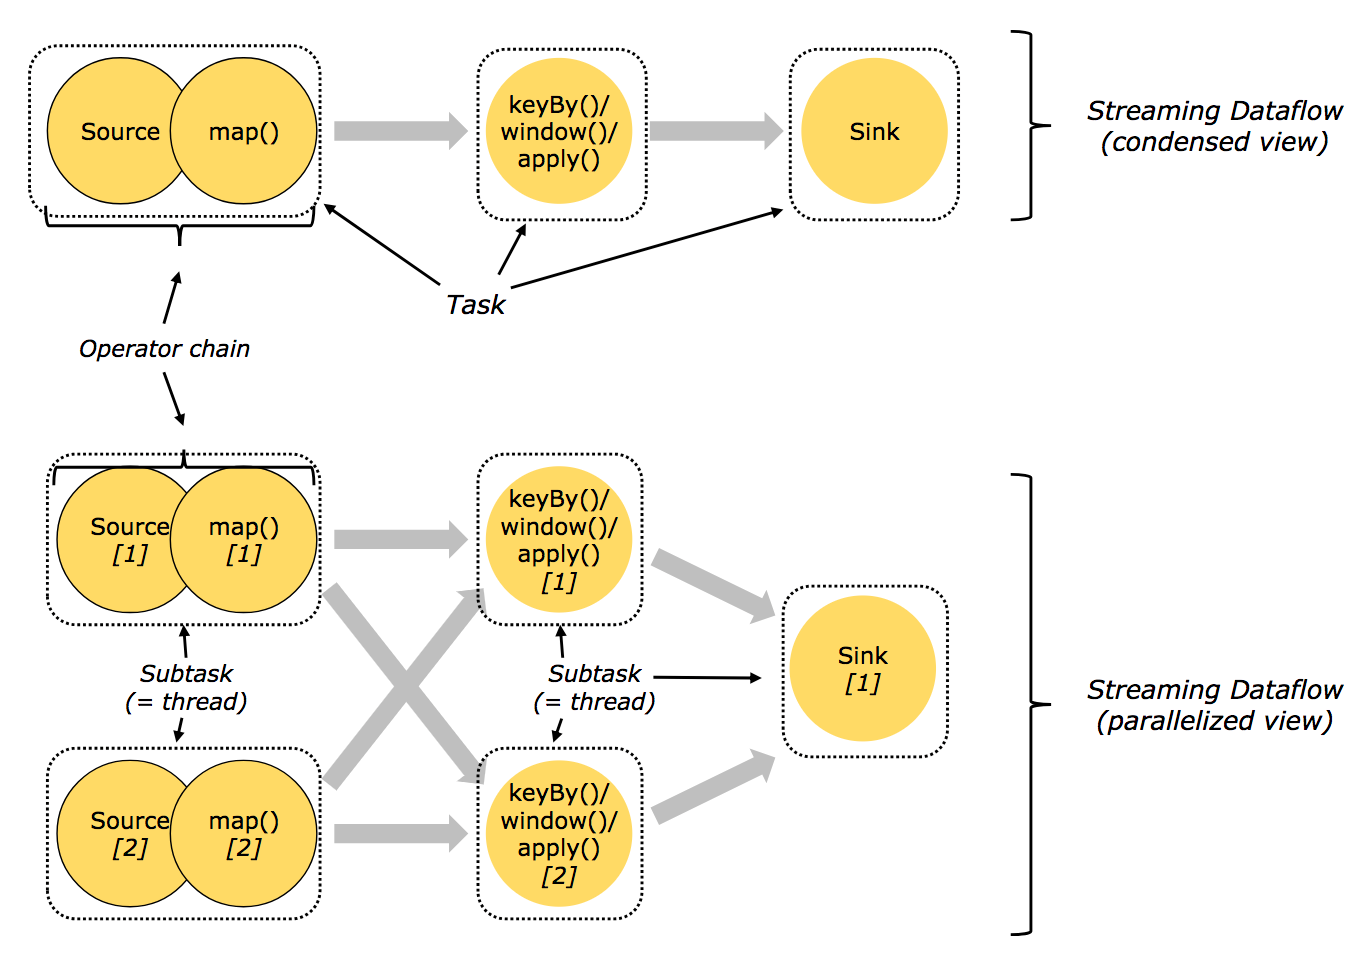 Source
map()
keyBy()/
window()/
apply()
Sink
Streaming Dataflow
(condensed view)
Task
Operator chain
Source
[1]
map()
[1]
keyBy()/
window()/
apply()
[1]
Subtask
(= thread)
Subtask
(= thread)
Sink
[1]
Streaming Dataflow
(parallelized view)
Source
[2]
map()
[2]
keyBy()/
window()/
apply()
[2]